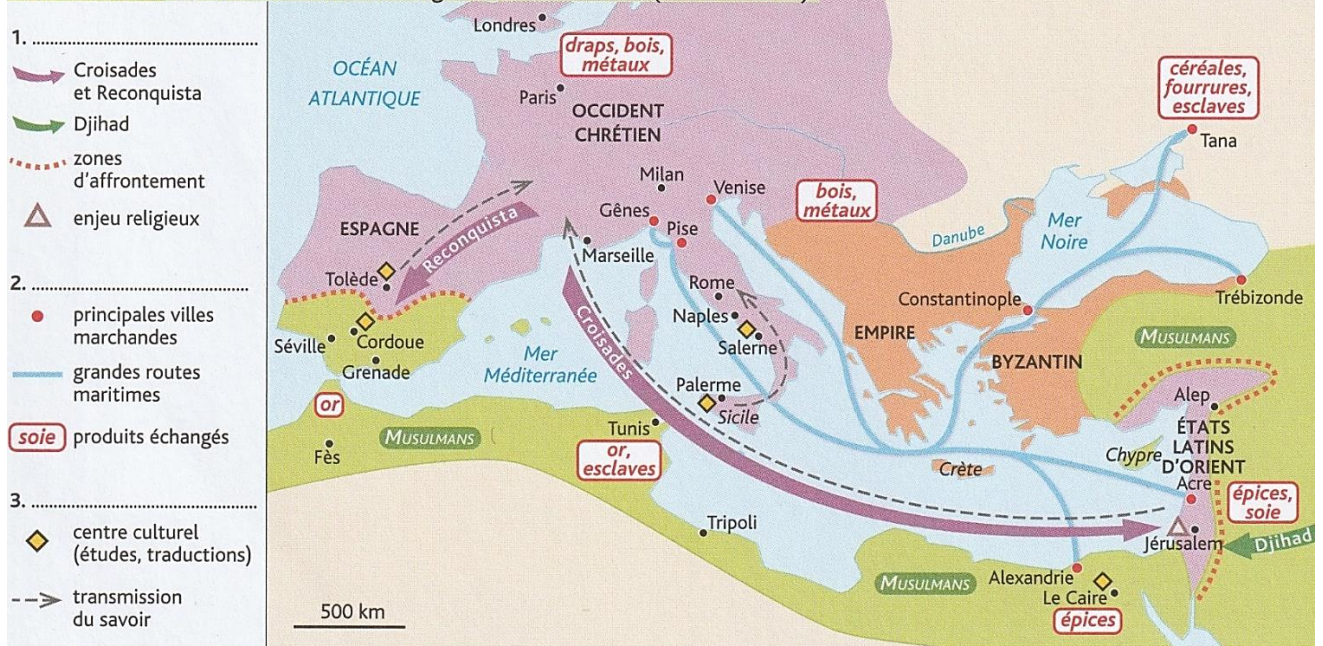 1.
Croisades
et Reconquista
Djihad
zones
d'affrontement
enjeu religieux
2.
principales villes
marchandes
grandes routes
maritimes
soie produits échangés
3.
centre culturel
(études, traductions)
transmission
du savoir
Londres
draps, bois,
métaux
OCÉAN
ATLANTIQUE
Paris
OCCIDENT
CHRÉTIEN
céréales,
fourrures,
esclaves
Tana
Milan
Venise
bois,
métaux
Gênes
Pise
ESPAGNE
Reconquista
Marseille
Danube
Mer
Noire
Tolède
Rome
Constantinople
Trébizonde
Croisades
Naples
Salerne
EMPIRE
BYZANTIN
MUSULMANS
Séville
Cordoue
Grenade
Mer
Méditerranée
Palerme
Sicile
Alep
ÉTATS
LATINS
D'ORIENT
Chypre
or
Fès
MUSULMANS
Tunis
or,
esclaves
Crète
Acre
épices,
soie
Tripoli
Jérusalem
Djihad
MUSULMANS
Alexandrie
Le Caire
épices
500 km